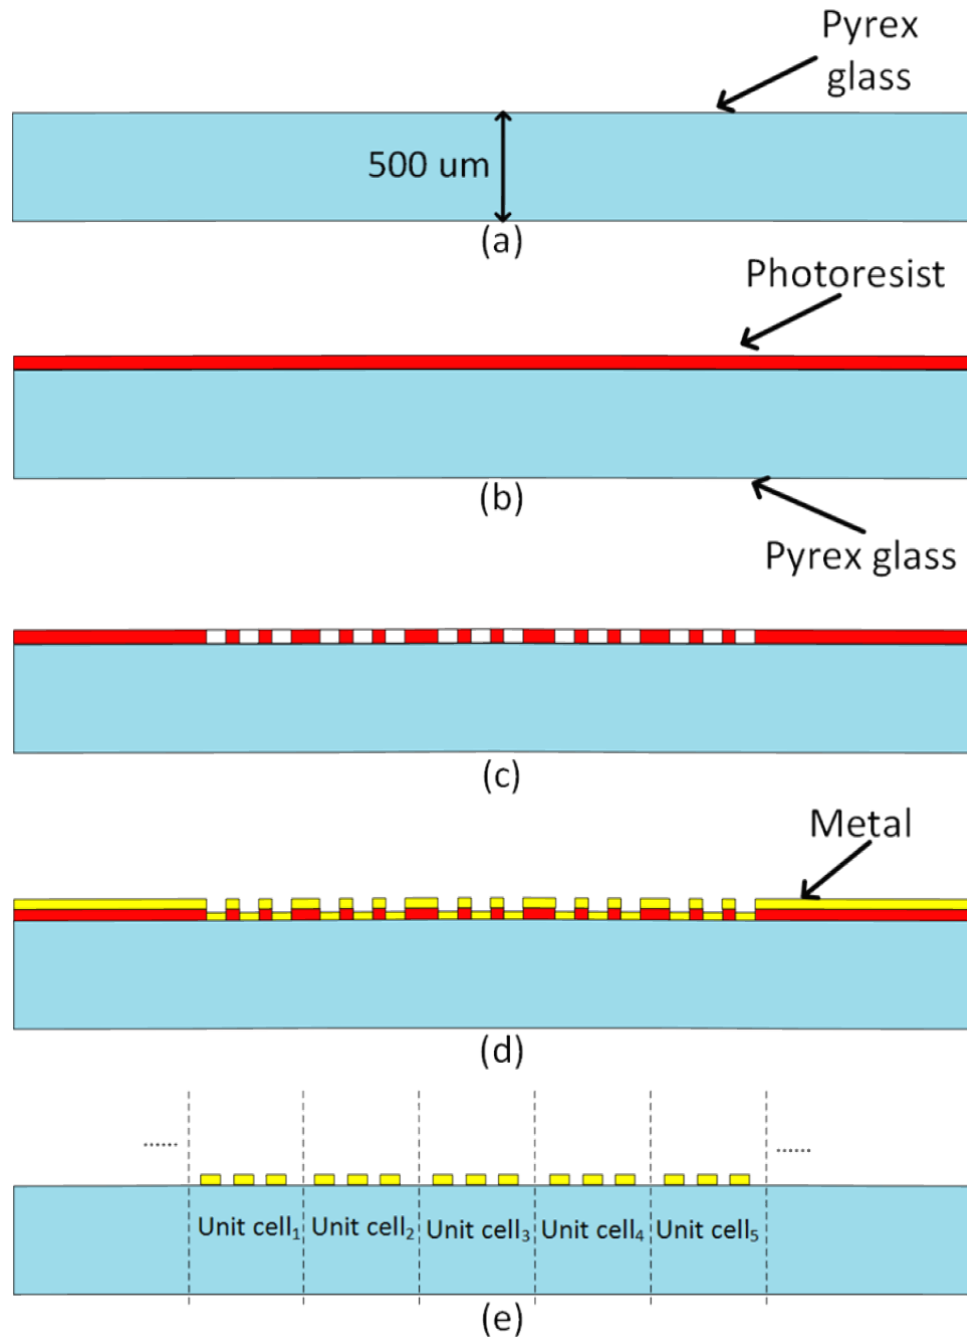 Pyrex
glass
500 um
(a)
Photoresist
(b)
Pyrex glass
(c)
Metal
(d)
......
......
Unit cell₁ Unit cell₂ Unit cell₃ Unit cell₄ Unit cell₅
(e)